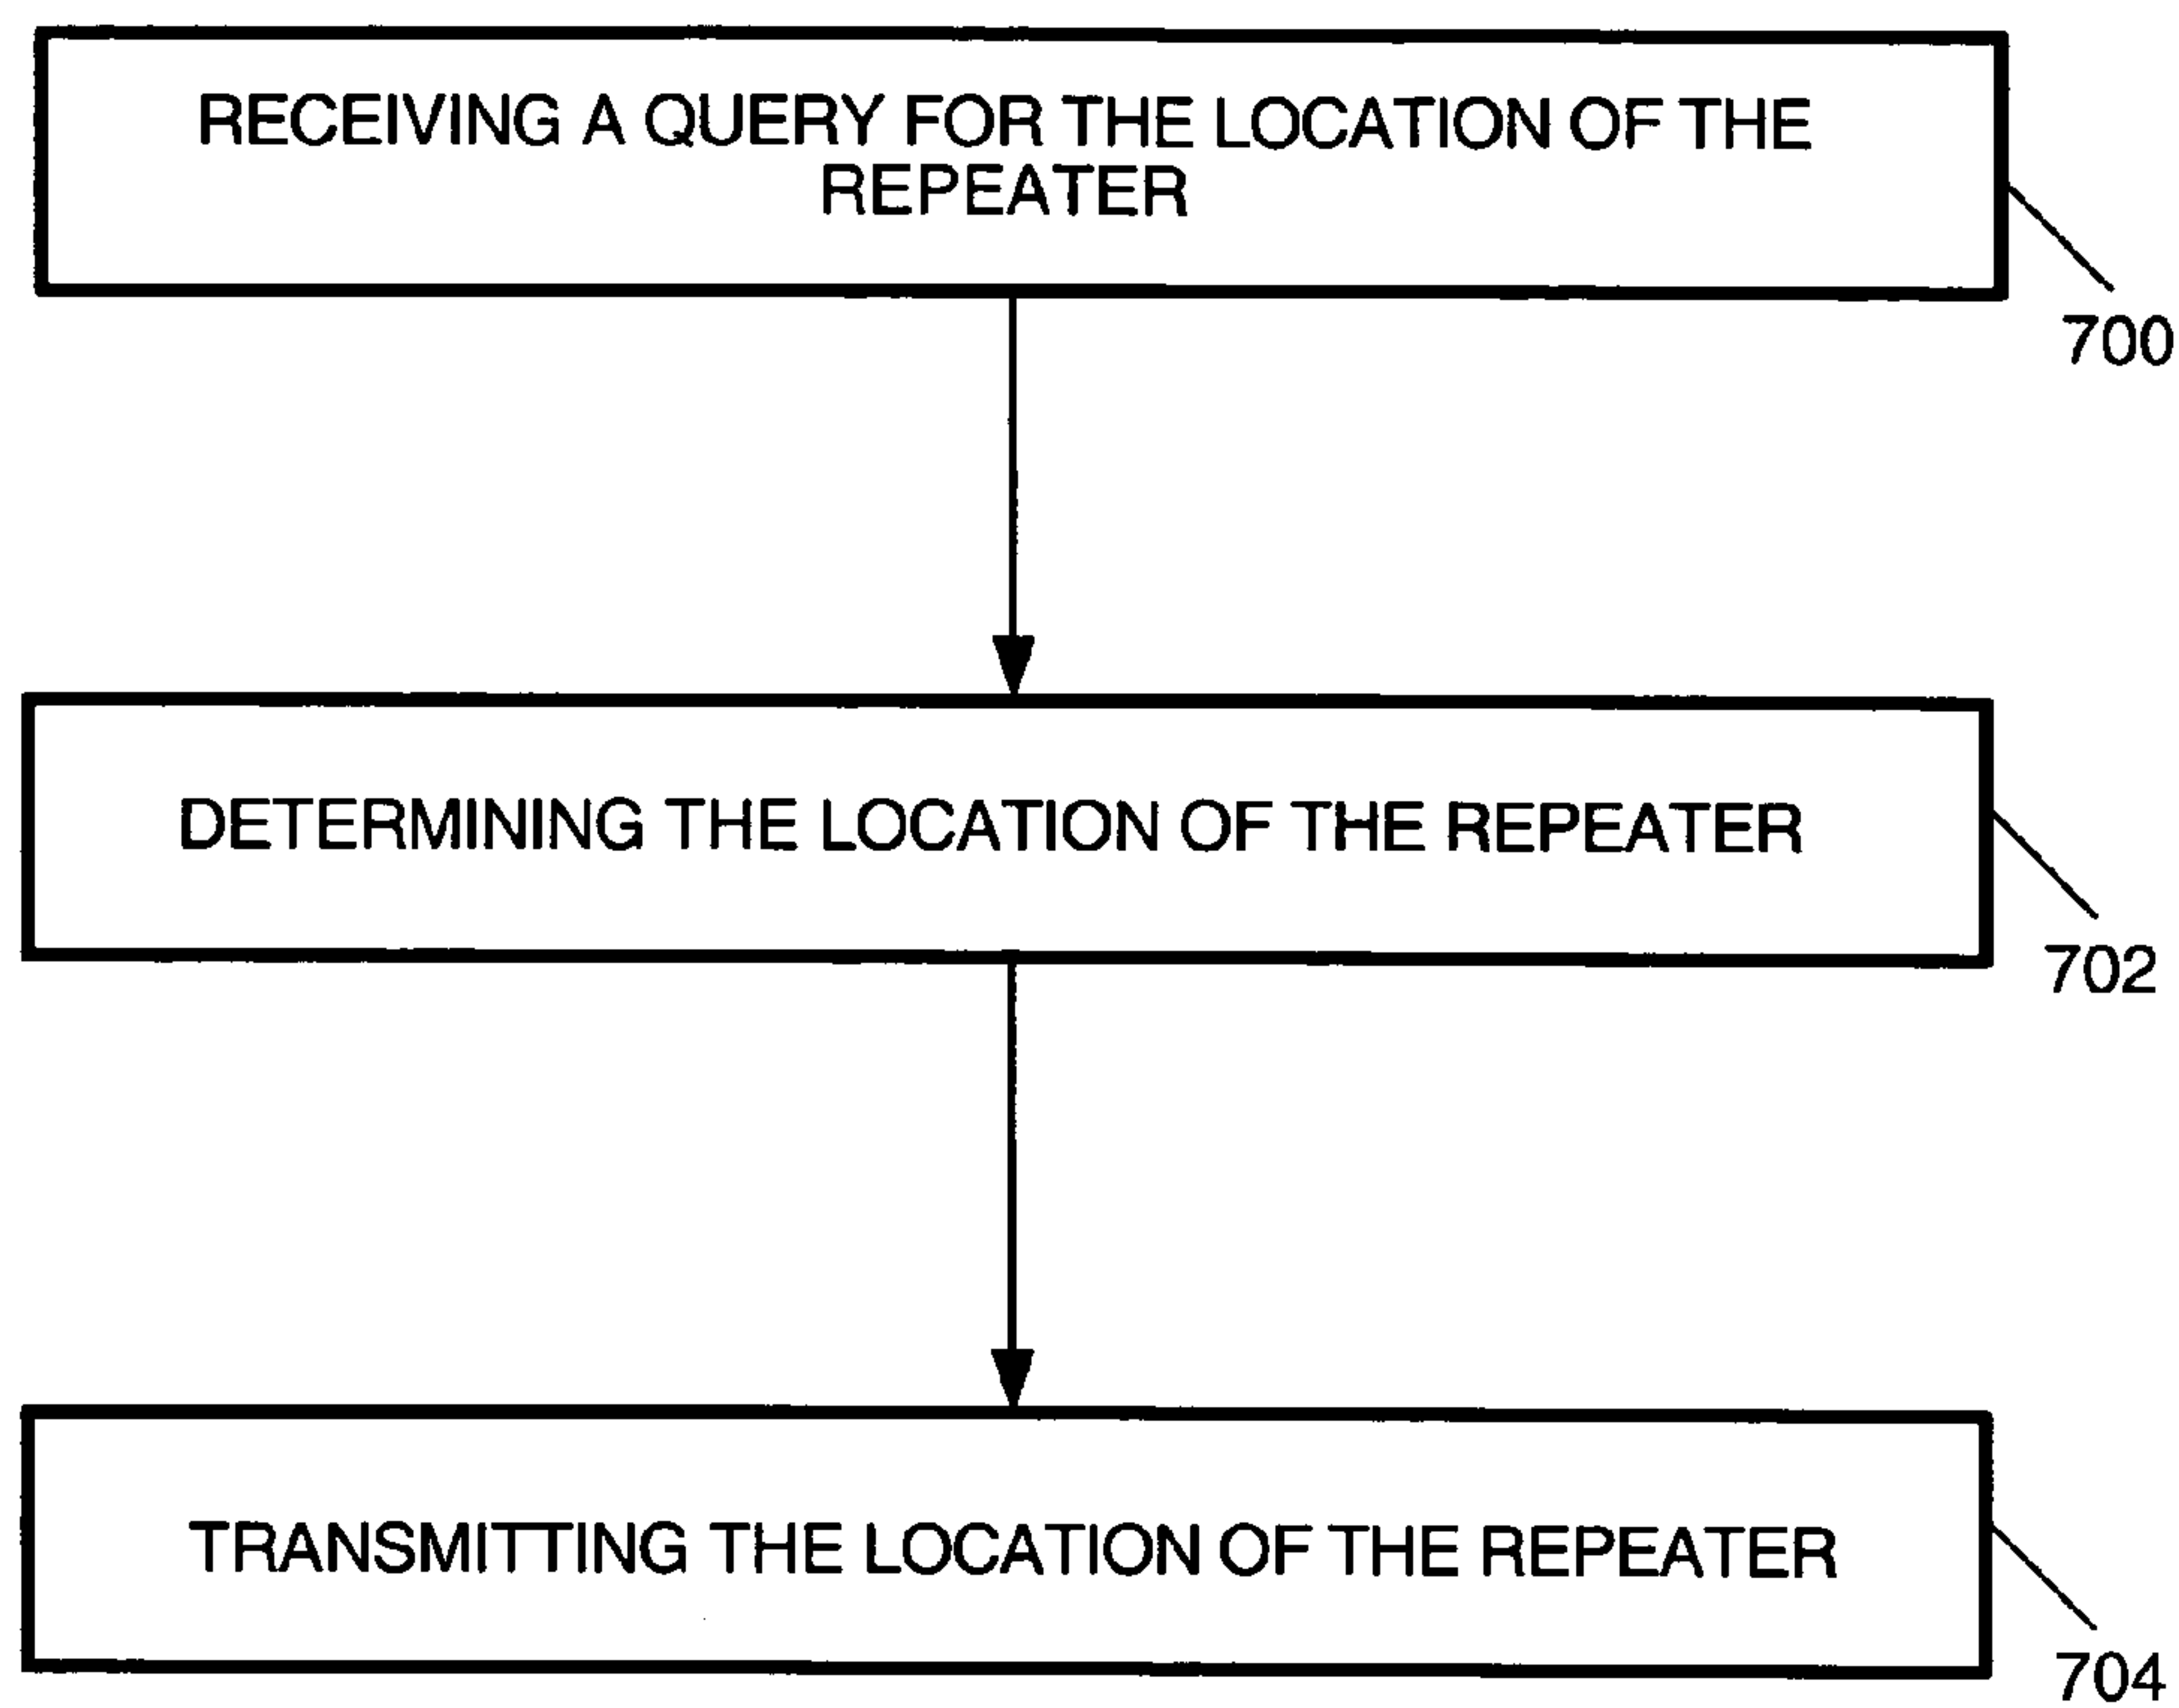 RECEIVING A QUERY FOR THE LOCATION OF THE
REPEATER
700
DETERMINING THE LOCATION OF THE REPEATER
702
TRANSMITTING THE LOCATION OF THE REPEATER
704